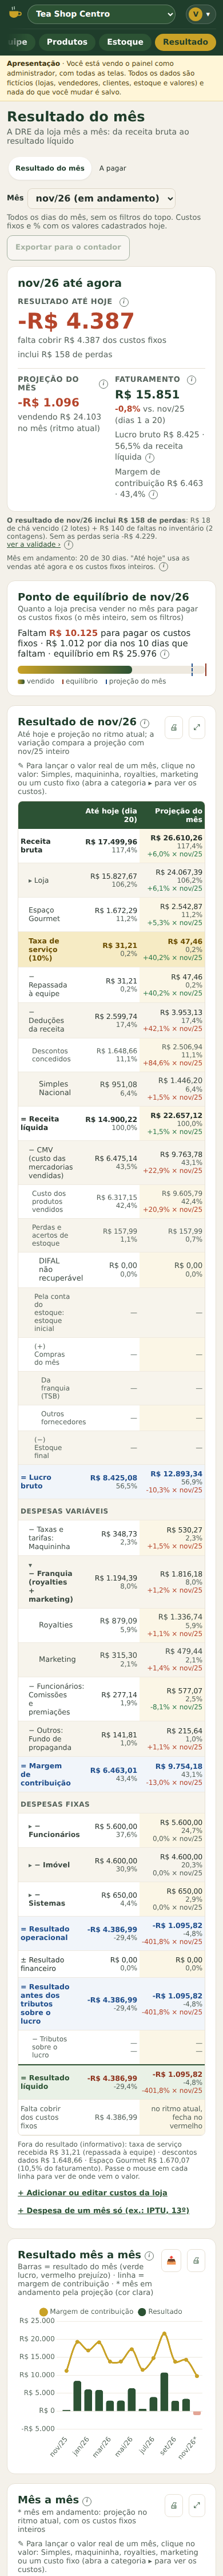 Tea Shop Centro
V ▾
uipe Produtos Estoque Resultado
Apresentação · Você está vendo o painel como
administrador, com todas as telas. Todos os dados são
fictícios (lojas, vendedores, clientes, estoque e valores) e
nada do que você mudar é salvo.
Resultado do mês
A DRE da loja mês a mês: da receita bruta ao
resultado líquido
Resultado do mês A pagar
Mês nov/26 (em andamento)
Todos os dias do mês, sem os filtros do topo. Custos
fixos e % com os valores cadastrados hoje.
Exportar para o contador
nov/26 até agora
RESULTADO ATÉ HOJE i
-R$ 4.387
falta cobrir R$ 4.387 dos custos fixos
inclui R$ 158 de perdas
PROJEÇÃO DO
MÊS i
-R$ 1.096
vendendo R$ 24.103
no mês (ritmo atual)
FATURAMENTO i
R$ 15.851
-0,8% vs. nov/25
(dias 1 a 20)
Lucro bruto R$ 8.425 ·
56,5% da receita
líquida i
Margem de
contribuição R$ 6.463
· 43,4% i
O resultado de nov/26 inclui R$ 158 de perdas: R$ 18
de chá vencido (2 lotes) + R$ 140 de faltas no inventário (2
contagens). Sem as perdas seria -R$ 4.229.
ver a validade › i
Mês em andamento: 20 de 30 dias. "Até hoje" usa as
vendas até agora e os custos fixos inteiros. i
Ponto de equilíbrio de nov/26
Quanto a loja precisa vender no mês para pagar
os custos fixos (o mês inteiro, sem os filtros)
Faltam R$ 10.125 para pagar os custos
fixos · R$ 1.012 por dia nos 10 dias que
faltam · equilíbrio em R$ 25.976 i
vendido equilíbrio projeção do mês
Resultado de nov/26 i
Até hoje e projeção no ritmo atual; a
variação compara a projeção com
nov/25 inteiro
✎ Para lançar o valor real de um mês, clique no
valor: Simples, maquininha, royalties, marketing
ou um custo fixo (abra a categoria ▸ para ver os
custos).
Até hoje (dia
20)
Projeção do
mês
Receita
bruta
R$ 17.499,96
117,4%
R$ 26.610,26
117,4%
+6,0% × nov/25
▸ Loja
R$ 15.827,67
106,2%
R$ 24.067,39
106,2%
+6,1% × nov/25
Espaço
Gourmet
R$ 1.672,29
11,2%
R$ 2.542,87
11,2%
+5,3% × nov/25
Taxa de
serviço
(10%)
R$ 31,21
0,2%
R$ 47,46
0,2%
+40,2% × nov/25
−
Repassada
à equipe
R$ 31,21
0,2%
R$ 47,46
0,2%
+40,2% × nov/25
−
Deduções
da receita
R$ 2.599,74
17,4%
R$ 3.953,13
17,4%
+42,1% × nov/25
Descontos
concedidos
R$ 1.648,66
11,1%
R$ 2.506,94
11,1%
+84,6% × nov/25
Simples
Nacional
R$ 951,08
6,4%
R$ 1.446,20
6,4%
+1,5% × nov/25
= Receita
líquida
R$ 14.900,22
100,0%
R$ 22.657,12
100,0%
+1,5% × nov/25
− CMV
(custo das
mercadorias
vendidas)
R$ 6.475,14
43,5%
R$ 9.763,78
43,1%
+22,9% × nov/25
Custo dos
produtos
vendidos
R$ 6.317,15
42,4%
R$ 9.605,79
42,4%
+20,9% × nov/25
Perdas e
acertos de
estoque
R$ 157,99
1,1%
R$ 157,99
0,7%
DIFAL
não
recuperável
R$ 0,00
0,0%
R$ 0,00
0,0%
Pela conta
do
estoque:
estoque
inicial
—
—
(+)
Compras
do mês
—
—
Da
franquia
(TSB)
—
—
Outros
fornecedores
—
—
(−)
Estoque
final
—
—
= Lucro
bruto
R$ 8.425,08
56,5%
R$ 12.893,34
56,9%
-10,3% × nov/25
DESPESAS VARIÁVEIS
− Taxas e
tarifas:
Maquininha
R$ 348,73
2,3%
R$ 530,27
2,3%
+1,5% × nov/25
▾
− Franquia
(royalties
+
marketing)
R$ 1.194,39
8,0%
R$ 1.816,18
8,0%
+1,2% × nov/25
Royalties
R$ 879,09
5,9%
R$ 1.336,74
5,9%
+1,1% × nov/25
Marketing
R$ 315,30
2,1%
R$ 479,44
2,1%
+1,4% × nov/25
− Funcionários:
Comissões
e
premiações
R$ 277,14
1,9%
R$ 577,07
2,5%
-8,1% × nov/25
− Outros:
Fundo de
propaganda
R$ 141,81
1,0%
R$ 215,64
1,0%
+1,1% × nov/25
= Margem
de
contribuição
R$ 6.463,01
43,4%
R$ 9.754,18
43,1%
-13,0% × nov/25
DESPESAS FIXAS
▸ −
Funcionários
R$ 5.600,00
37,6%
R$ 5.600,00
24,7%
0,0% × nov/25
▸ − Imóvel
R$ 4.600,00
30,9%
R$ 4.600,00
20,3%
0,0% × nov/25
▸ −
Sistemas
R$ 650,00
4,4%
R$ 650,00
2,9%
0,0% × nov/25
= Resultado
operacional
-R$ 4.386,99
-29,4%
-R$ 1.095,82
-4,8%
-401,8% × nov/25
± Resultado
financeiro
R$ 0,00
0,0%
R$ 0,00
0,0%
= Resultado
antes dos
tributos
sobre o
lucro
-R$ 4.386,99
-29,4%
-R$ 1.095,82
-4,8%
-401,8% × nov/25
− Tributos
sobre o
lucro
—
—
—
—
= Resultado
líquido
-R$ 4.386,99
-29,4%
-R$ 1.095,82
-4,8%
-401,8% × nov/25
Falta cobrir
dos custos
fixos
R$ 4.386,99
no ritmo atual,
fecha no
vermelho
Fora do resultado (informativo): taxa de serviço
recebida R$ 31,21 (repassada à equipe) · descontos
dados R$ 1.648,66 · Espaço Gourmet R$ 1.670,77
(10,5% do faturamento). Passe o mouse em cada
linha para ver de onde vem o valor.
+ Adicionar ou editar custos da loja
+ Despesa de um mês só (ex.: IPTU, 13º)
Resultado mês a mês i
Barras = resultado do mês (verde
lucro, vermelho prejuízo) · linha =
margem de contribuição · * mês em
andamento pela projeção (cor clara)
Margem de contribuição Resultado
R$ 25.000
R$ 20.000
R$ 15.000
R$ 10.000
R$ 5.000
R$ 0
-R$ 5.000
nov/25 jan/26 mar/26 mai/26 jul/26 set/26 nov/26*
Mês a mês i
* mês em andamento: projeção no
ritmo atual, com os custos fixos
inteiros
✎ Para lançar o valor real de um mês, clique no
valor: Simples, maquininha, royalties, marketing
ou um custo fixo (abra a categoria ▸ para ver os
custos).